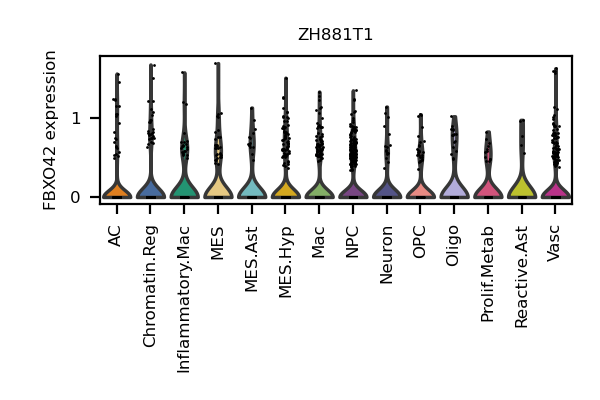 ZH881T1
FBXO42 expression
1
0
AC
Chromatin.Reg
Inflammatory.Mac
MES
MES.Ast
MES.Hyp
Mac
NPC
Neuron
OPC
Oligo
Prolif.Metab
Reactive.Ast
Vasc